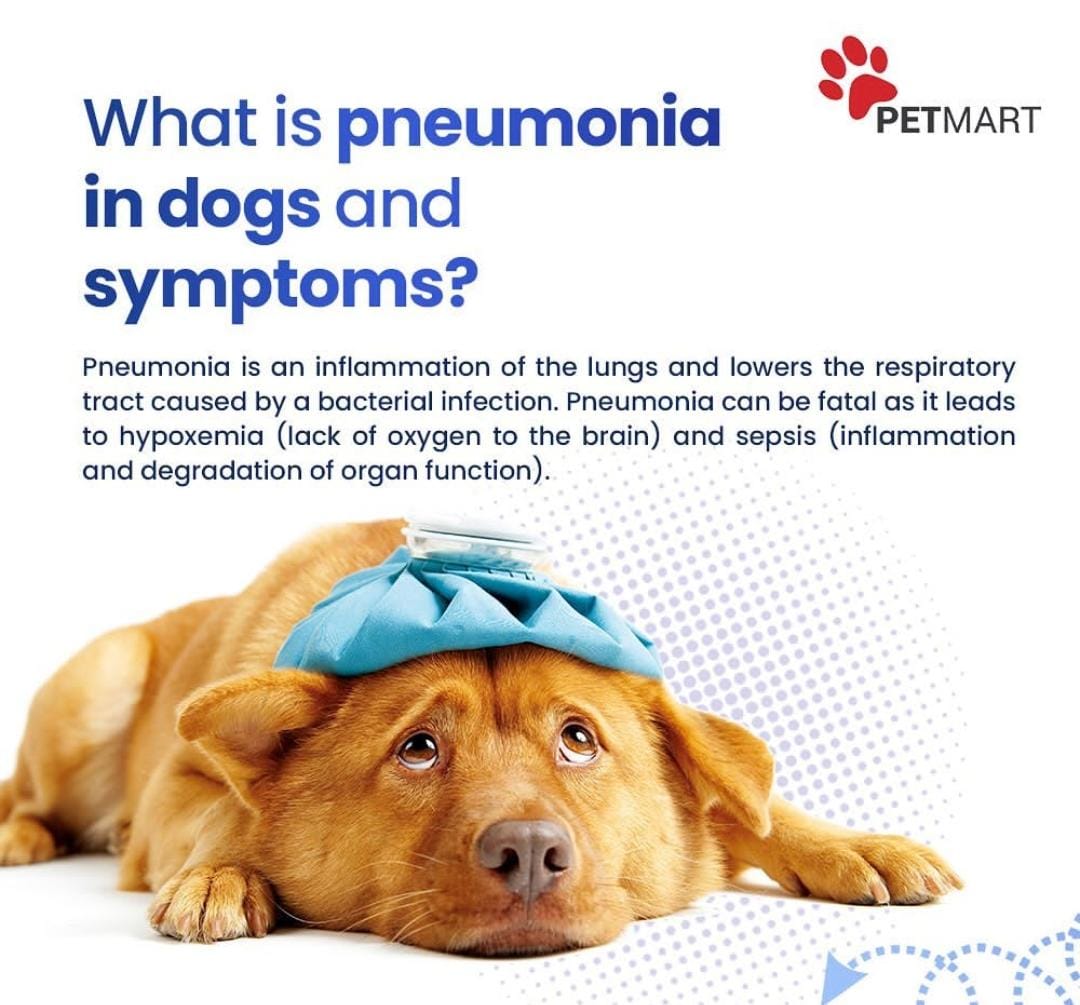 PETMART
What is pneumonia
in dogs and
symptoms?
Pneumonia is an inflammation of the lungs and lowers the respiratory
tract caused by a bacterial infection. Pneumonia can be fatal as it leads
to hypoxemia (lack of oxygen to the brain) and sepsis (inflammation
and degradation of organ function).